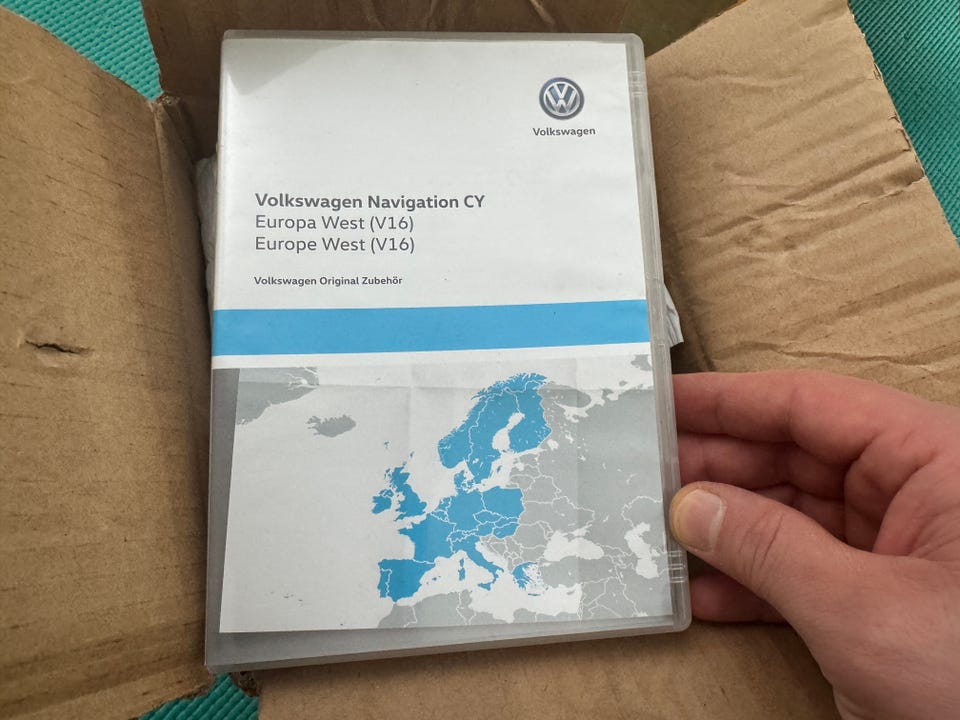 Volkswagen
Volkswagen Navigation CY
Europa West (V16)
Europe West (V16)
Volkswagen Original Zubehör